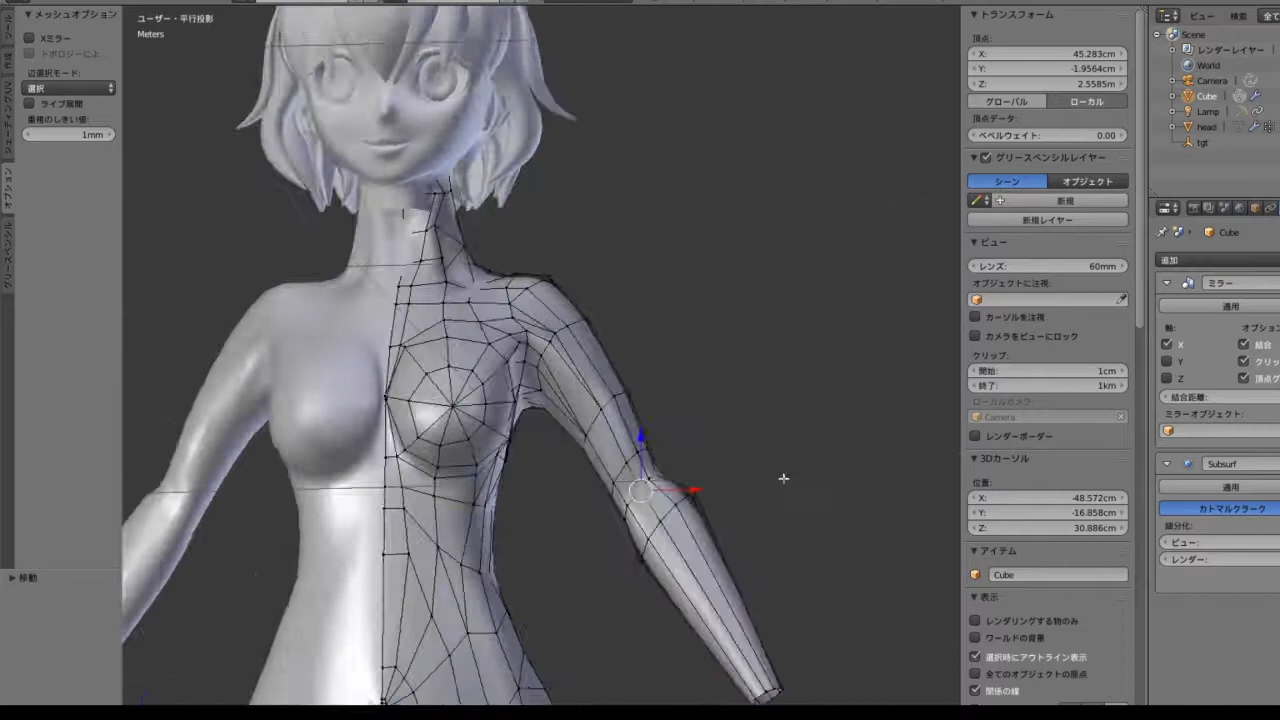 メッシュオプション
Xミラー
トポロジーによ
辺選択モード:
選択
ライブ展開
重複のしきい値:
1mm
オプション
グリースペンシル
移動
ユーザー・平行投影
Meters
トランスフォーム
頂点:
X: 45.283cm
Y: -1.9564cm
Z: 2.5585m
グローバル ローカル
頂点データ:
ベベルウェイト: 0.00
グリースペンシルレイヤー
シーン オブジェクト
新規
新規レイヤー
ビュー
レンズ: 60mm
オブジェクトに注視:
カーソルを注視
カメラをビューにロック
クリップ:
開始: 1cm
終了: 1km
ローカルカメラ:
Camera
レンダーボーダー
3Dカーソル
位置:
X: -48.572cm
Y: -16.858cm
Z: 30.886cm
アイテム
Cube
表示
レンダリングする物のみ
ワールドの背景
選択時にアウトライン表示
全てのオブジェクトの原点
関係の線
ビュー 検索 全て
Scene
レンダーレイヤー
World
Camera
Cube
Lamp
head
tgt
Cube
追加
ミラー
適用
軸: オプション
X 結合
Y クリッ
Z 頂点グ
結合距離:
ミラーオブジェクト:
Subsurf
適用
カトマルクラーク
細分化:
ビュー:
レンダー: